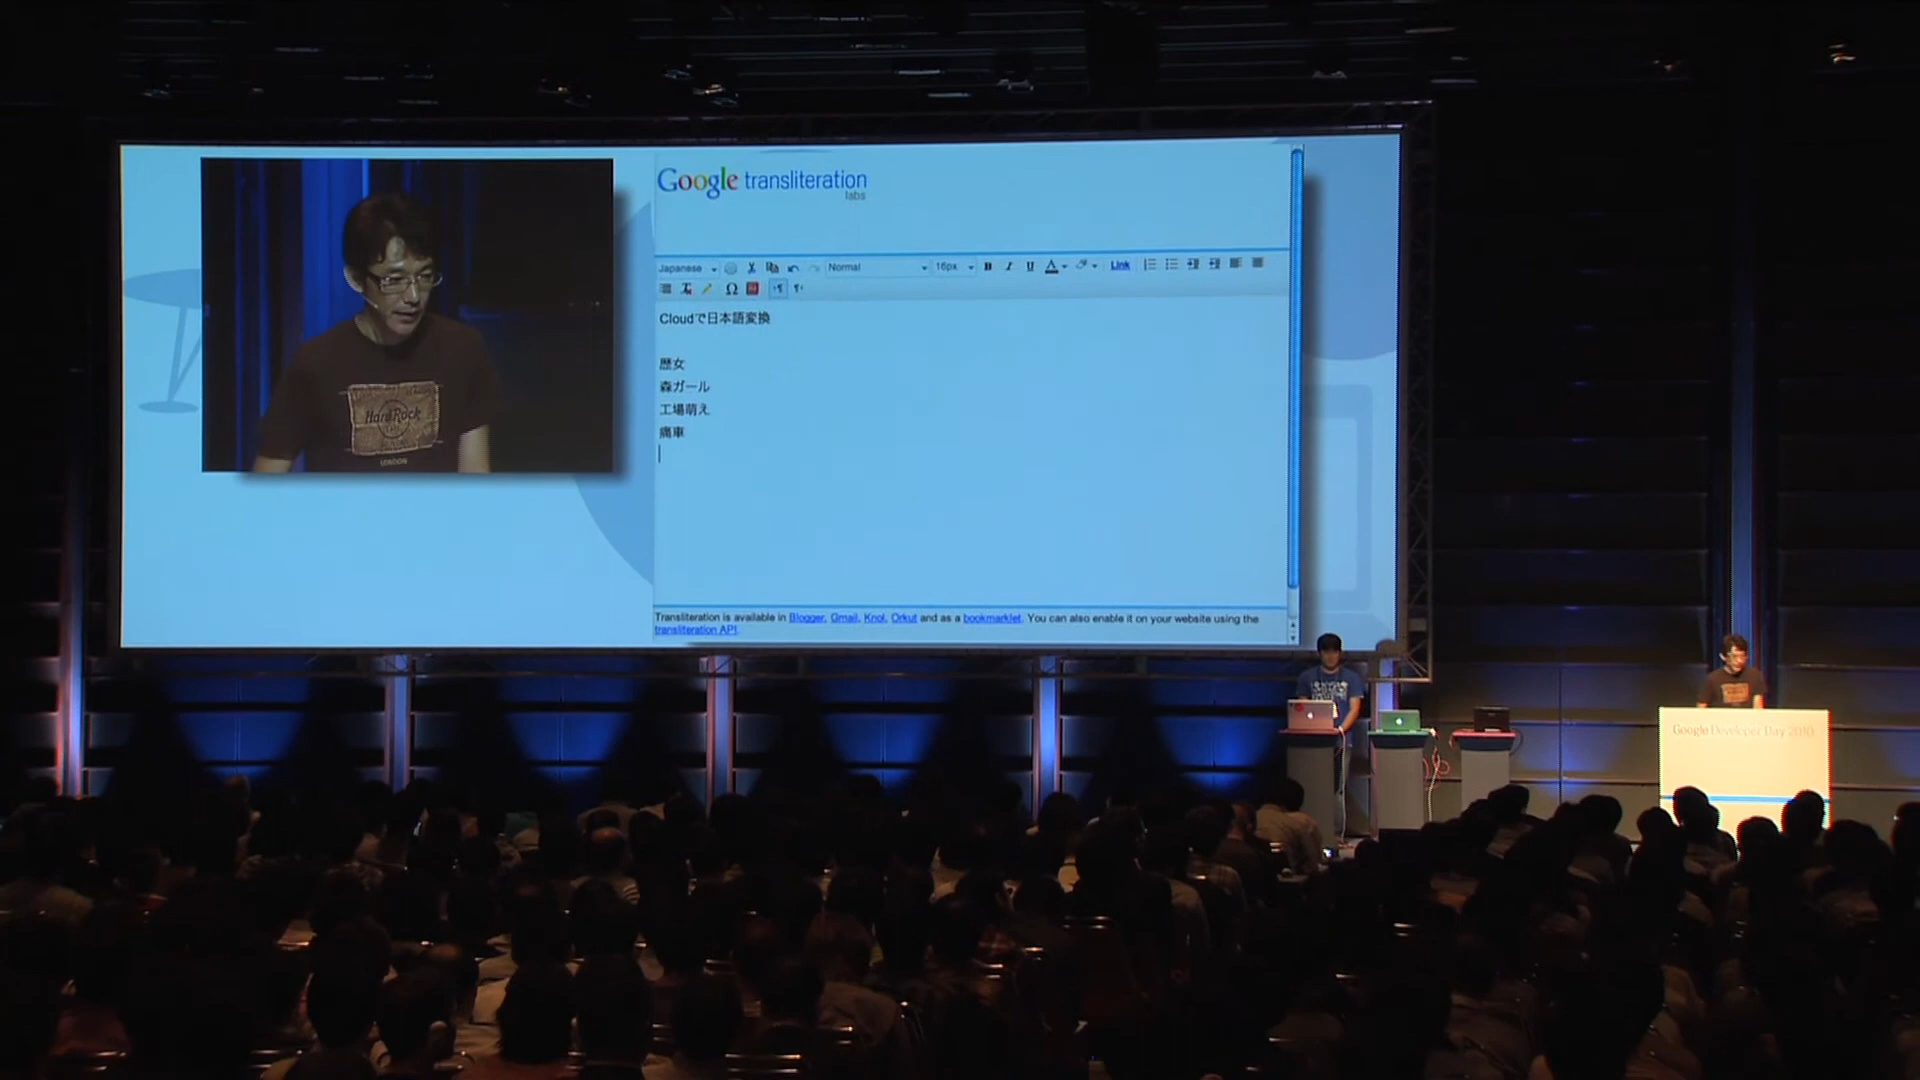 Google transliteration
labs
Japanese
Normal
16px
B I U A Link
Ω
Cloudで日本語変換
歴女
森ガール
工場萌え
痛車
Transliteration is available in Blogger, Gmail, Knol, Orkut and as a bookmarklet. You can also enable it on your website using the
transliteration API.
Hard Rock
LONDON
Google Developer Day 2010